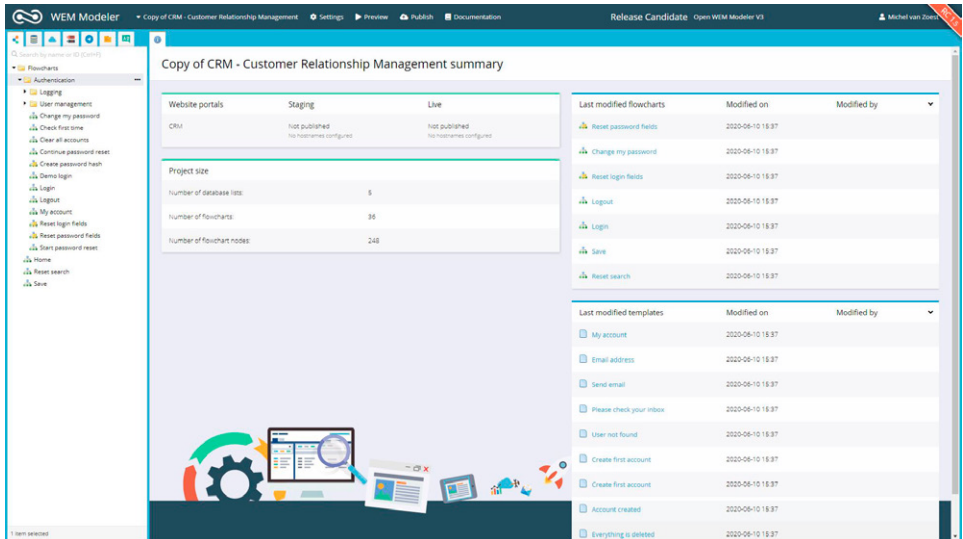 WEM Modeler Copy of CRM - Customer Relationship Management Settings Preview Publish Documentation Release Candidate Open WEM Modeler V3 Michel van Zoest
RC 15
Search by name or ID (Ctrl+F)
Flowcharts
Authentication
Logging
User management
Change my password
Check first time
Clear all accounts
Continue password reset
Create password hash
Demo login
Login
Logout
My account
Reset login fields
Reset password fields
Start password reset
Home
Reset search
Save
1 item selected
Copy of CRM - Customer Relationship Management summary
Website portals Staging Live
CRM Not published Not published
No hostnames configured No hostnames configured
Project size
Number of database lists: 5
Number of flowcharts: 36
Number of flowchart nodes: 248
Last modified flowcharts Modified on Modified by
Reset password fields 2020-06-10 15:37
Change my password 2020-06-10 15:37
Reset login fields 2020-06-10 15:37
Logout 2020-06-10 15:37
Login 2020-06-10 15:37
Save 2020-06-10 15:37
Reset search 2020-06-10 15:37
Last modified templates Modified on Modified by
My account 2020-06-10 15:37
Email address 2020-06-10 15:37
Send email 2020-06-10 15:37
Please check your inbox 2020-06-10 15:37
User not found 2020-06-10 15:37
Create first account 2020-06-10 15:37
Create first account 2020-06-10 15:37
Account created 2020-06-10 15:37
Everything is deleted 2020-06-10 15:37